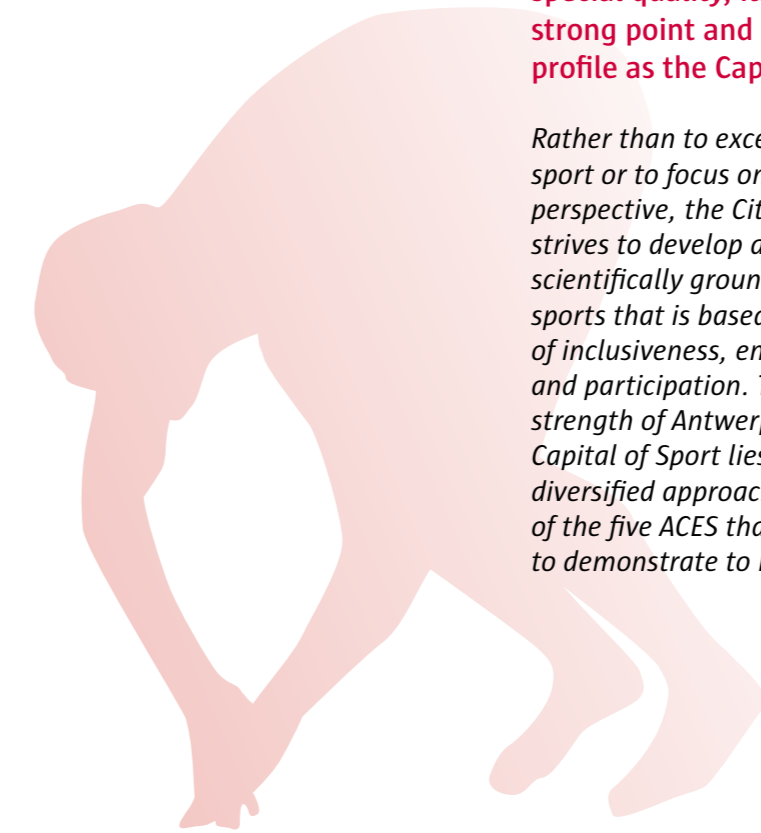 strong point and
profile as the Cap
Rather than to exce
sport or to focus or
perspective, the Cit
strives to develop a
scientifically groun
sports that is based
of inclusiveness, en
and participation. T
strength of Antwerp
Capital of Sport lies
diversified approac
of the five ACES tha
to demonstrate to